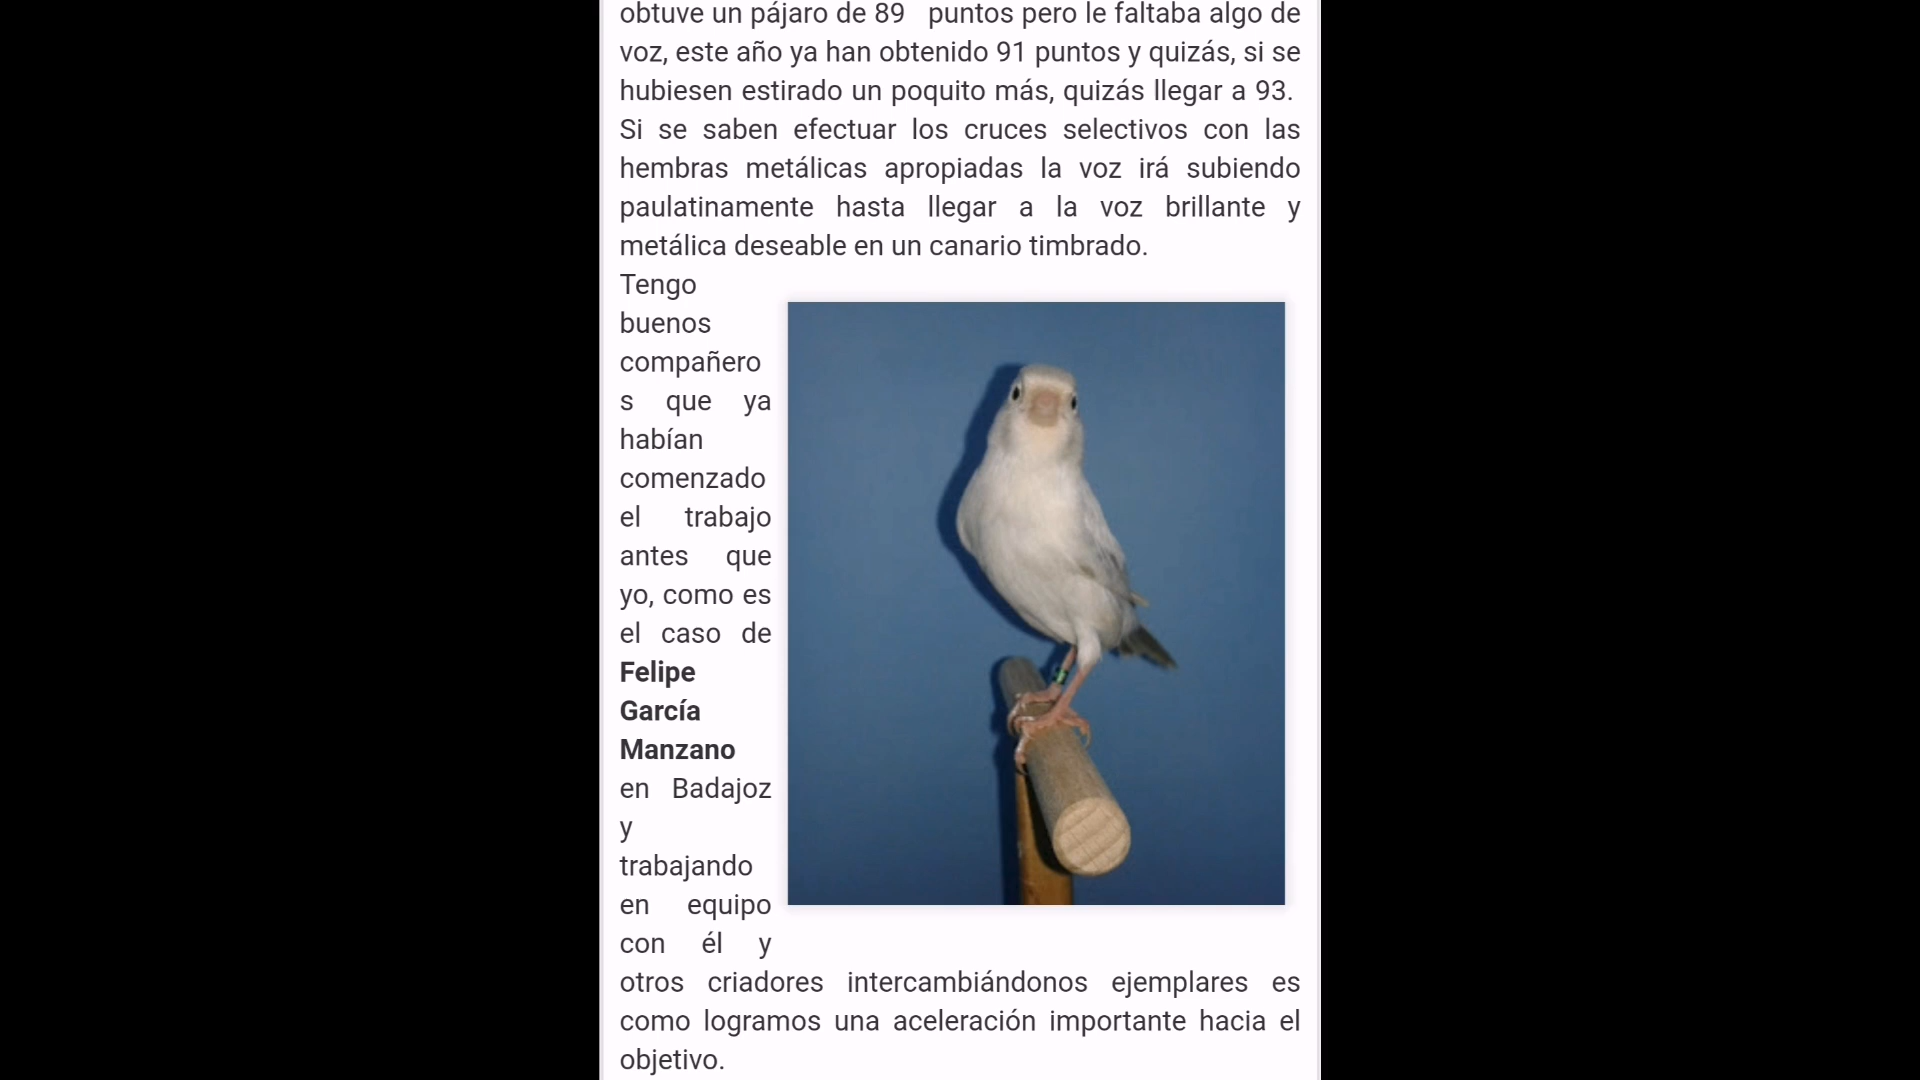 obtuve un pájaro de 89 puntos pero le faltaba algo de
voz, este año ya han obtenido 91 puntos y quizás, si se
hubiesen estirado un poquito más, quizás llegar a 93.
Si se saben efectuar los cruces selectivos con las
hembras metálicas apropiadas la voz irá subiendo
paulatinamente hasta llegar a la voz brillante y
metálica deseable en un canario timbrado.
Tengo
buenos
compañero
s que ya
habían
comenzado
el trabajo
antes que
yo, como es
el caso de
Felipe
García
Manzano
en Badajoz
y
trabajando
en equipo
con él y
otros criadores intercambiándonos ejemplares es
como logramos una aceleración importante hacia el
objetivo.